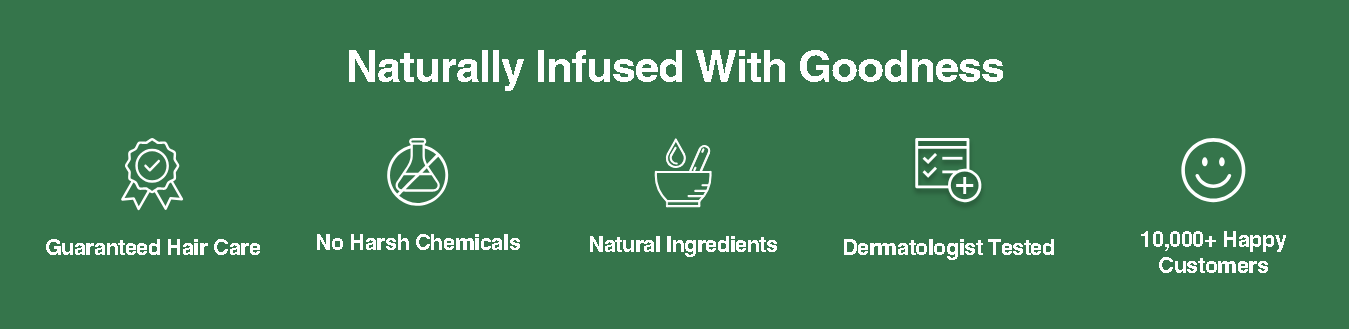 Naturally Infused With Goodness
Guaranteed Hair Care
No Harsh Chemicals
Natural Ingredients
Dermatologist Tested
10,000+ Happy
Customers